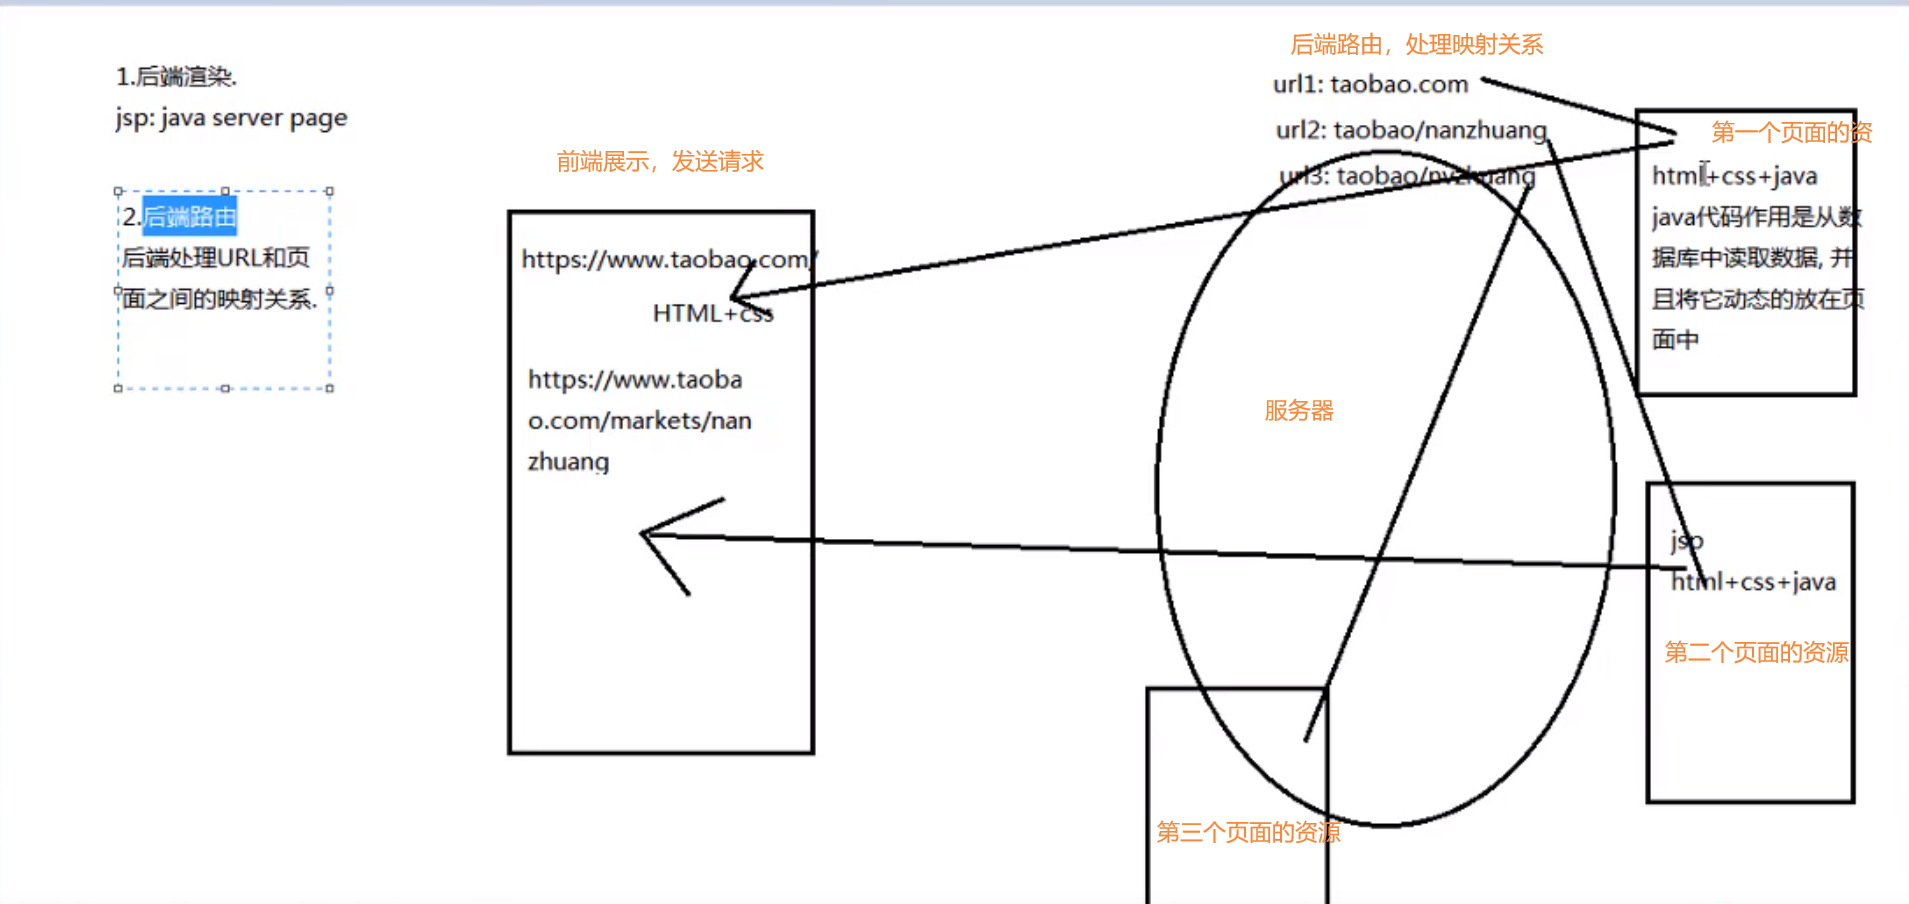 1.后端渲染.
jsp: java server page
2.后端路由
后端处理URL和页
面之间的映射关系.
前端展示，发送请求
https://www.taobao.com/
HTML+css
https://www.taoba
o.com/markets/nan
zhuang
后端路由，处理映射关系
url1: taobao.com
url2: taobao/nanzhuang
url3: taobao/nvzhuang
服务器
第一个页面的资
html+css+java
java代码作用是从数
据库中读取数据, 并
且将它动态的放在页
面中
jsp
html+css+java
第二个页面的资源
第三个页面的资源